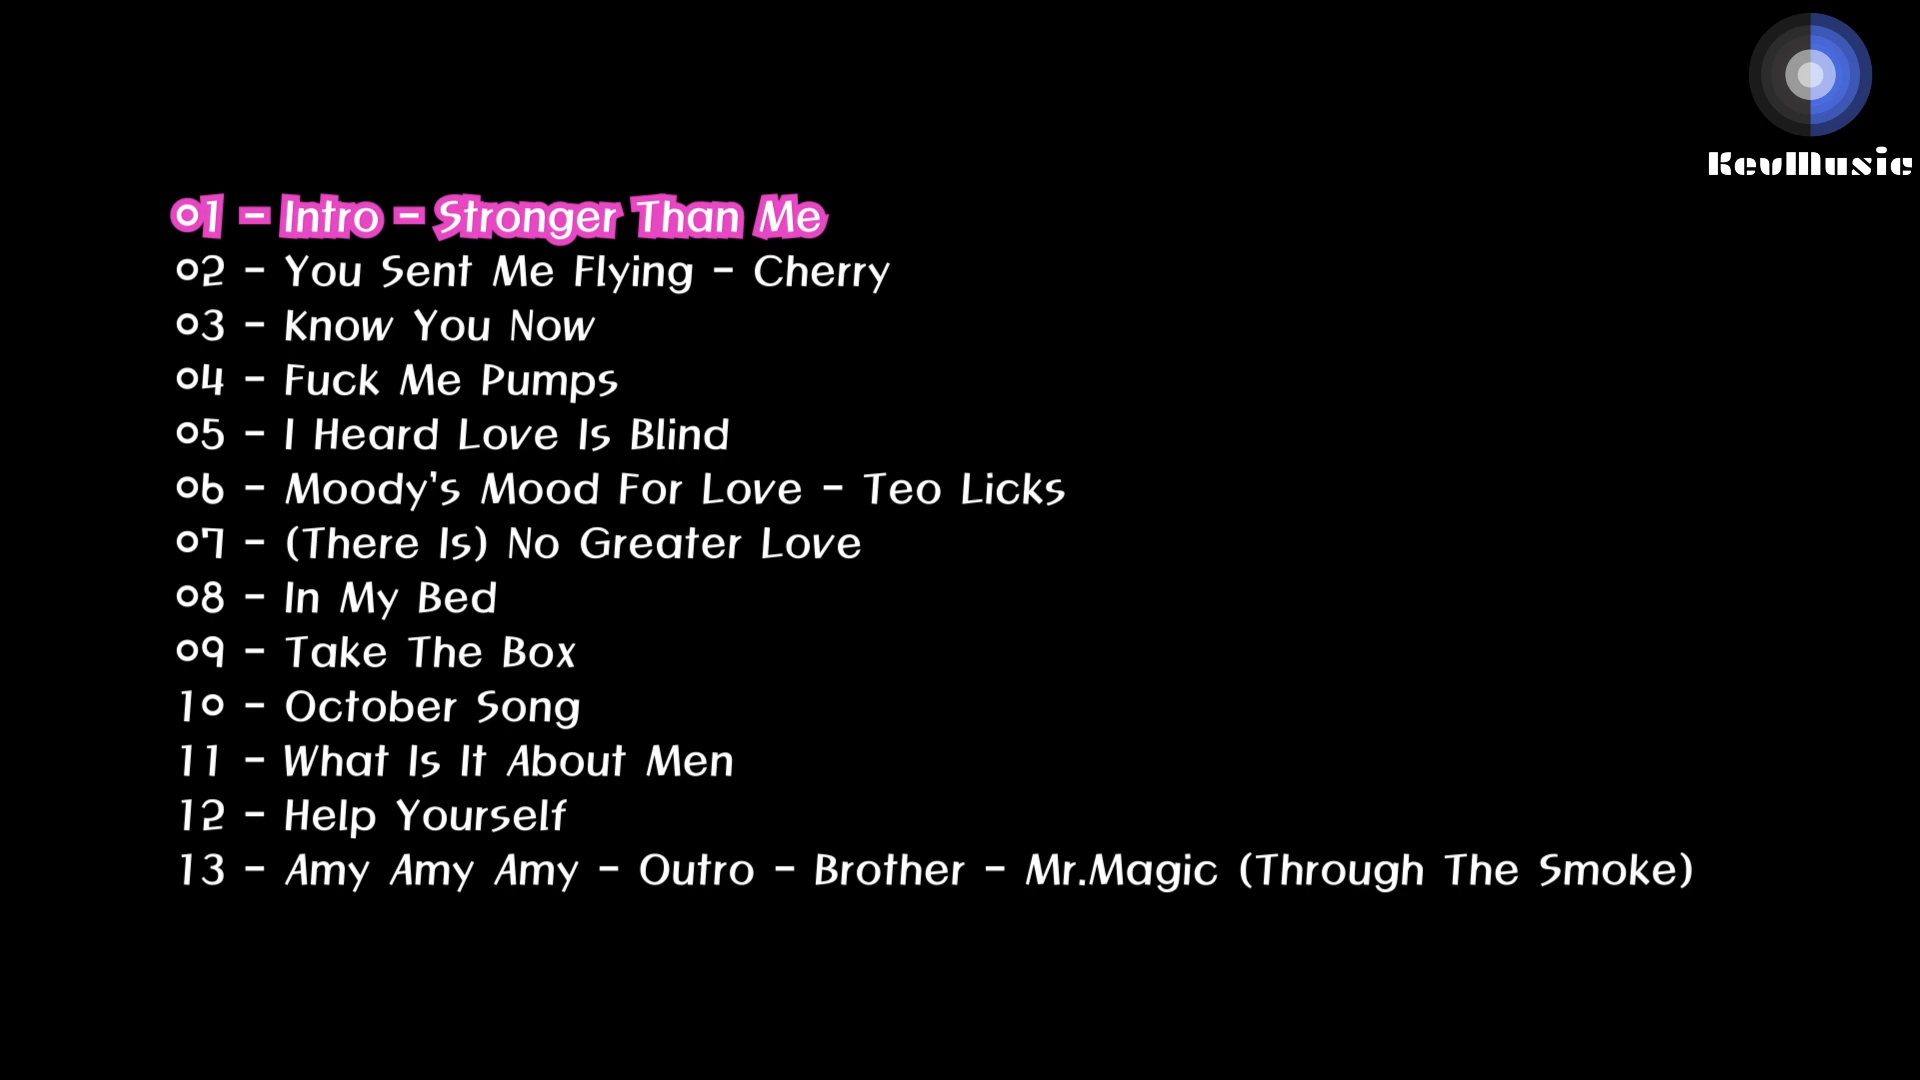 KevMusic
01 - Intro - Stronger Than Me
02 - You Sent Me Flying - Cherry
03 - Know You Now
04 - Fuck Me Pumps
05 - I Heard Love Is Blind
06 - Moody's Mood For Love - Teo Licks
07 - (There Is) No Greater Love
08 - In My Bed
09 - Take The Box
10 - October Song
11 - What Is It About Men
12 - Help Yourself
13 - Amy Amy Amy - Outro - Brother - Mr.Magic (Through The Smoke)